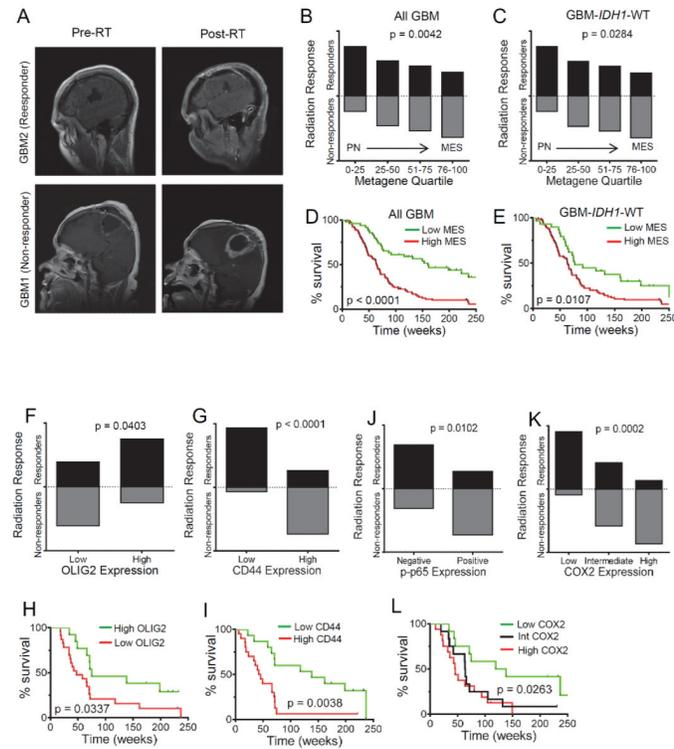 A
Pre-RT
Post-RT
GBM2 (Reesponder)
GBM1 (Non-responder)
B
All GBM
p = 0.0042
Radiation Response
Non-responders
Responders
PN
MES
0-25 25-50 51-75 76-100
Metagene Quartile
C
GBM-IDH1-WT
p = 0.0284
Radiation Response
Non-responders
Responders
PN
MES
0-25 25-50 51-75 76-100
Metagene Quartile
D
All GBM
Low MES
High MES
% survival
100
50
0
p < 0.0001
0 50 100 150 200 250
Time (weeks)
E
GBM-IDH1-WT
Low MES
High MES
% survival
100
50
0
p = 0.0107
0 50 100 150 200 250
Time (weeks)
F
p = 0.0403
Radiation Response
Non-responders
Responders
Low High
OLIG2 Expression
G
p < 0.0001
Radiation Response
Non-responders
Responders
Low High
CD44 Expression
J
p = 0.0102
Radiation Response
Non-responders
Responders
Negative Positive
p-p65 Expression
K
p = 0.0002
Radiation Response
Non-responders
Responders
Low Intermediate High
COX2 Expression
H
High OLIG2
Low OLIG2
% survival
100
50
0
p = 0.0337
0 50 100 150 200 250
Time (weeks)
I
Low CD44
High CD44
% survival
100
50
0
p = 0.0038
0 50 100 150 200 250
Time (weeks)
L
Low COX2
Int COX2
High COX2
% survival
100
50
0
p = 0.0263
0 50 100 150 200 250
Time (weeks)